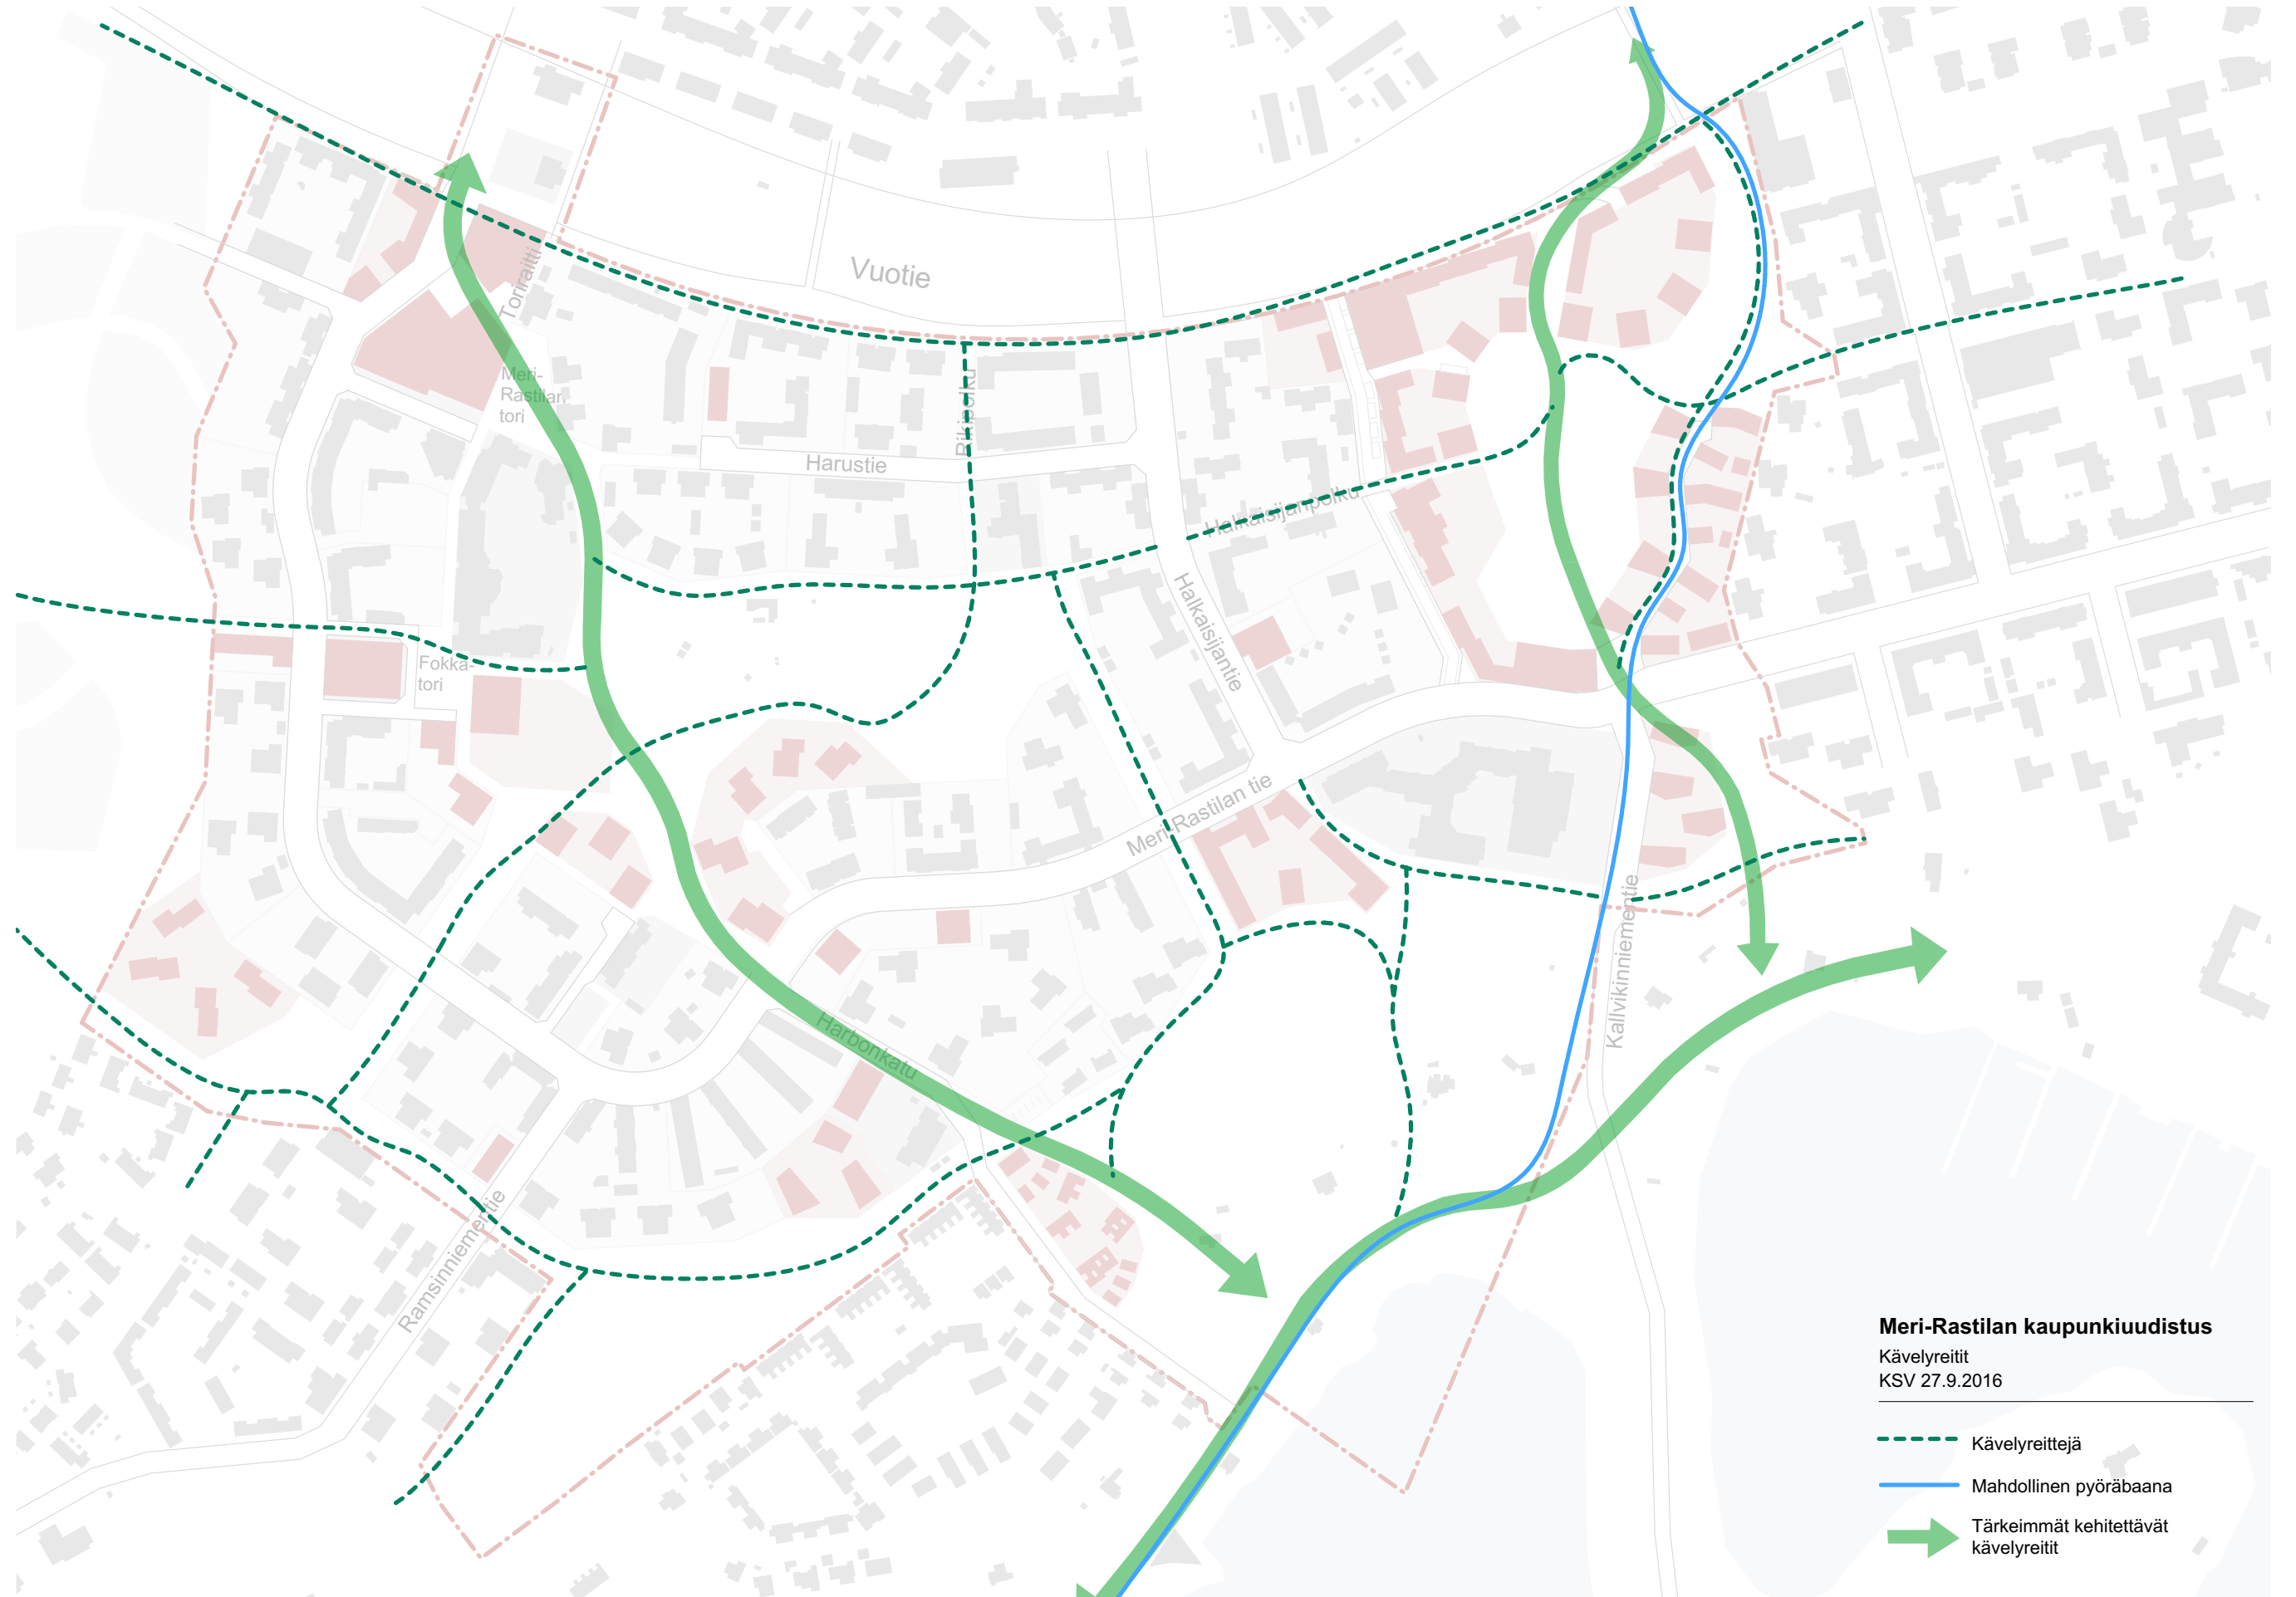 Vuotie
Toriraitti
Meri-
Rastilan
tori
Harustie
Rikipolku
Halkaisijanpolku
Halkaisijantie
Fokka-
tori
Meri-Rastilan tie
Kallvikinniementie
Harbonkatu
Ramsinniementie
Meri-Rastilan kaupunkiuudistus
Kävelyreitit
KSV 27.9.2016
Kävelyreittejä
Mahdollinen pyöräbaana
Tärkeimmät kehitettävät
kävelyreitit